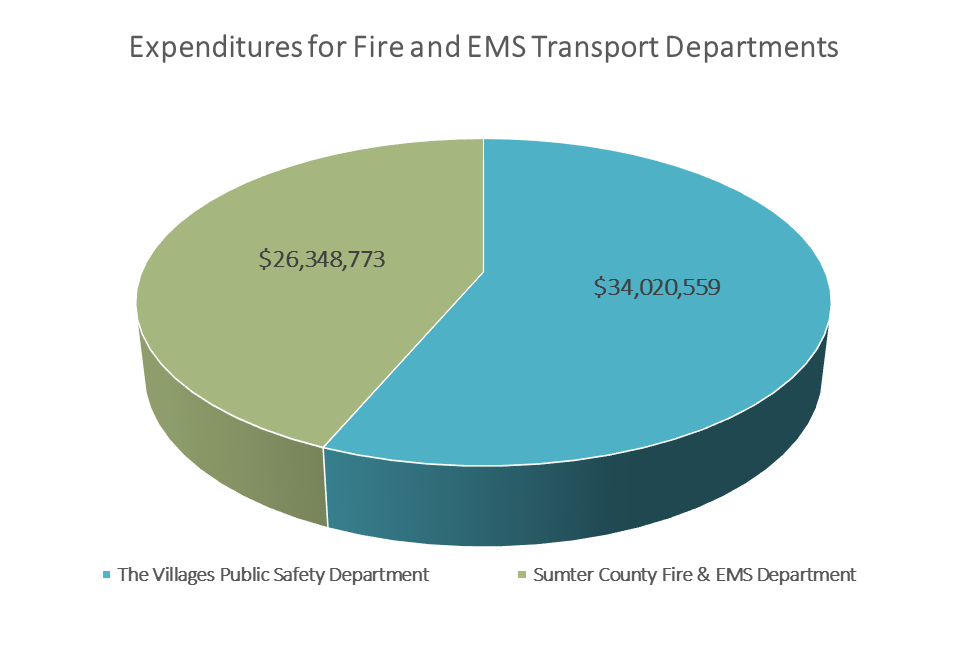 Expenditures for Fire and EMS Transport Departments
$26,348,773
$34,020,559
The Villages Public Safety Department
Sumter County Fire & EMS Department